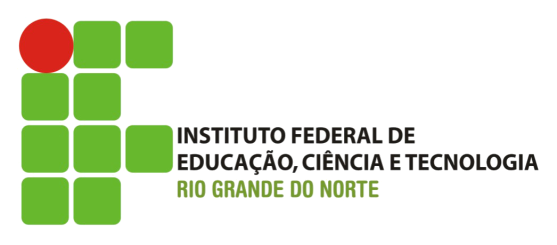 INSTITUTO FEDERAL DE
EDUCAÇÃO, CIÊNCIA E TECNOLOGIA
RIO GRANDE DO NORTE